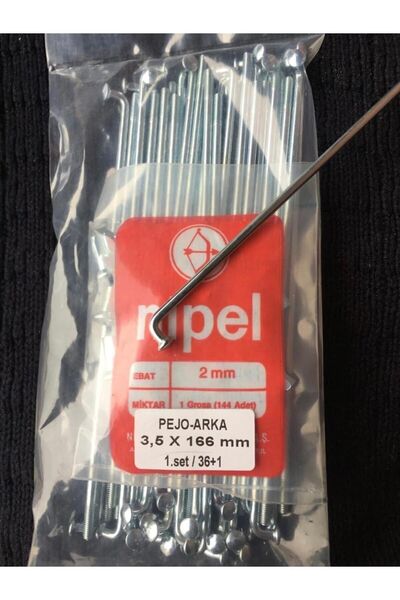 nipel
EBAT 2 mm
MİKTAR 1 Grosa (144 Adet)
PEJO-ARKA
3,5 X 166 mm
1.set / 36+1